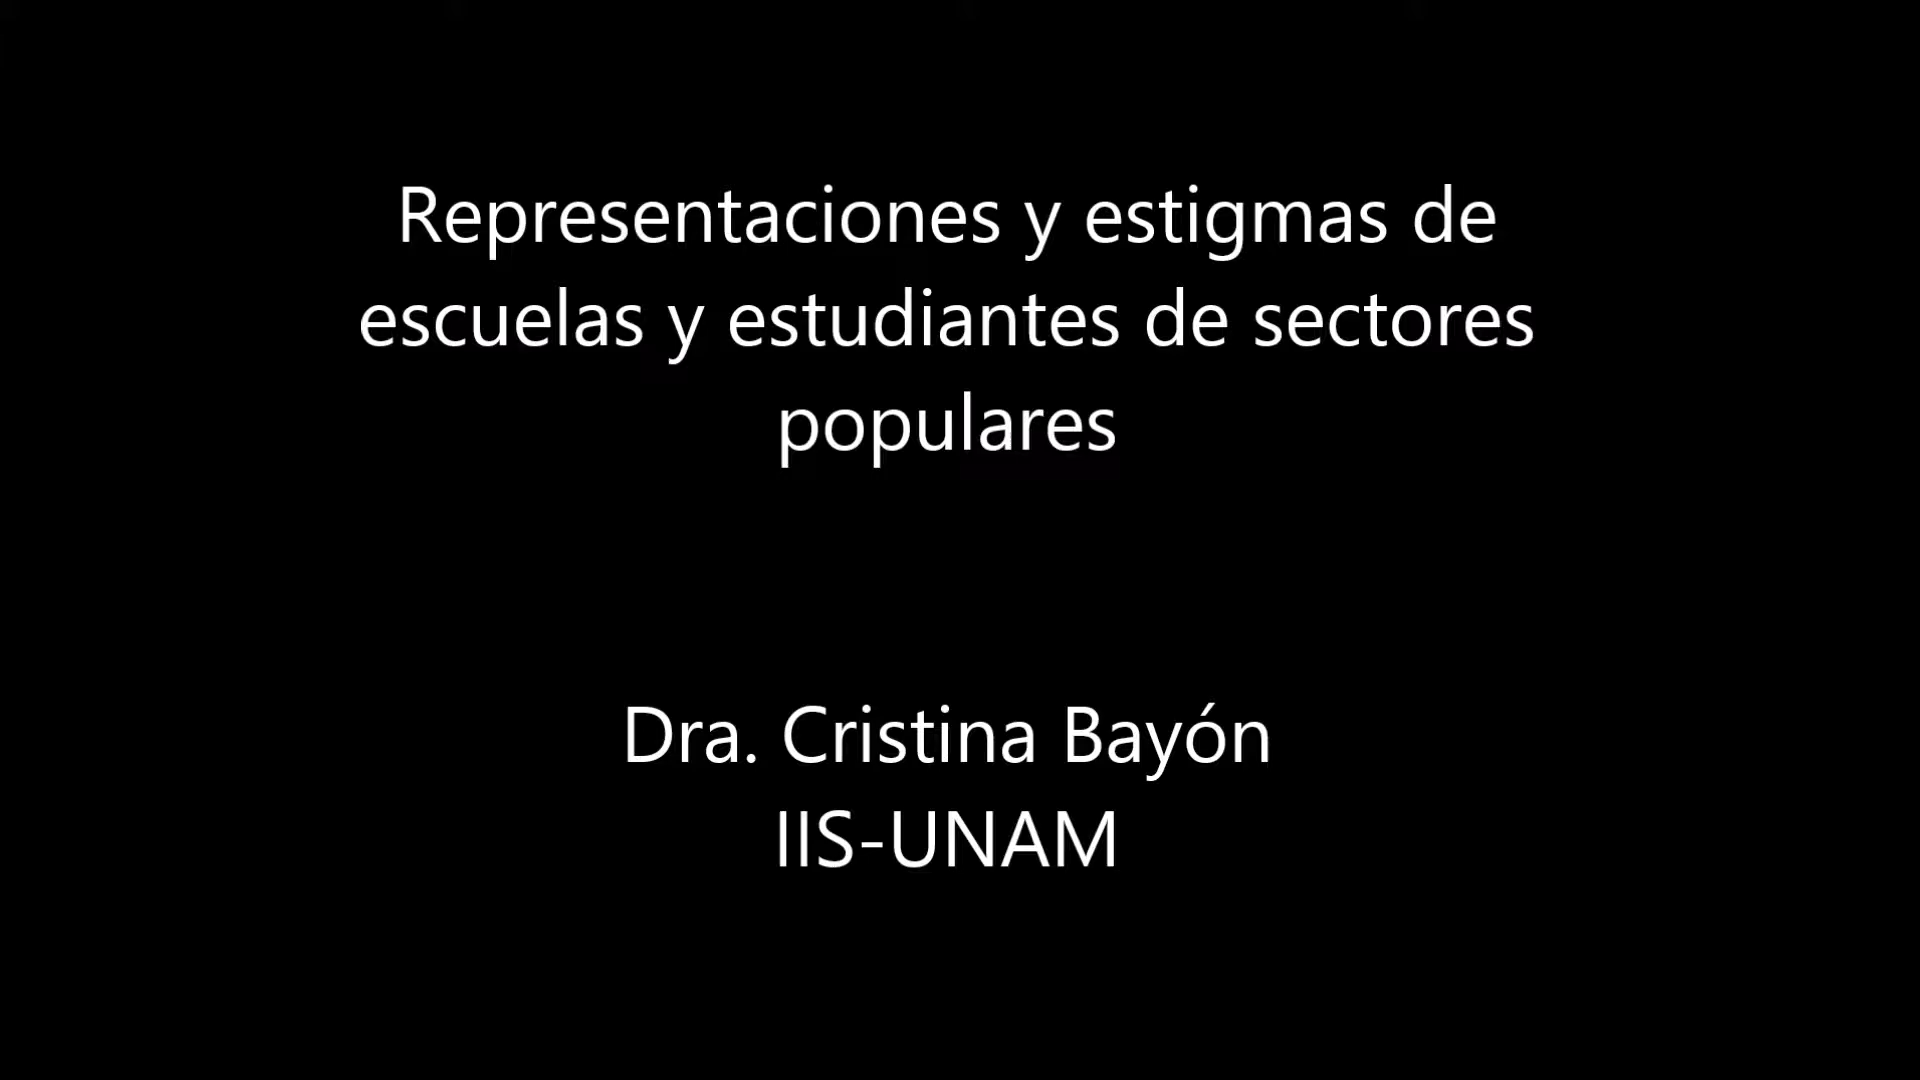 Representaciones y estigmas de
escuelas y estudiantes de sectores
populares
Dra. Cristina Bayón
IIS-UNAM